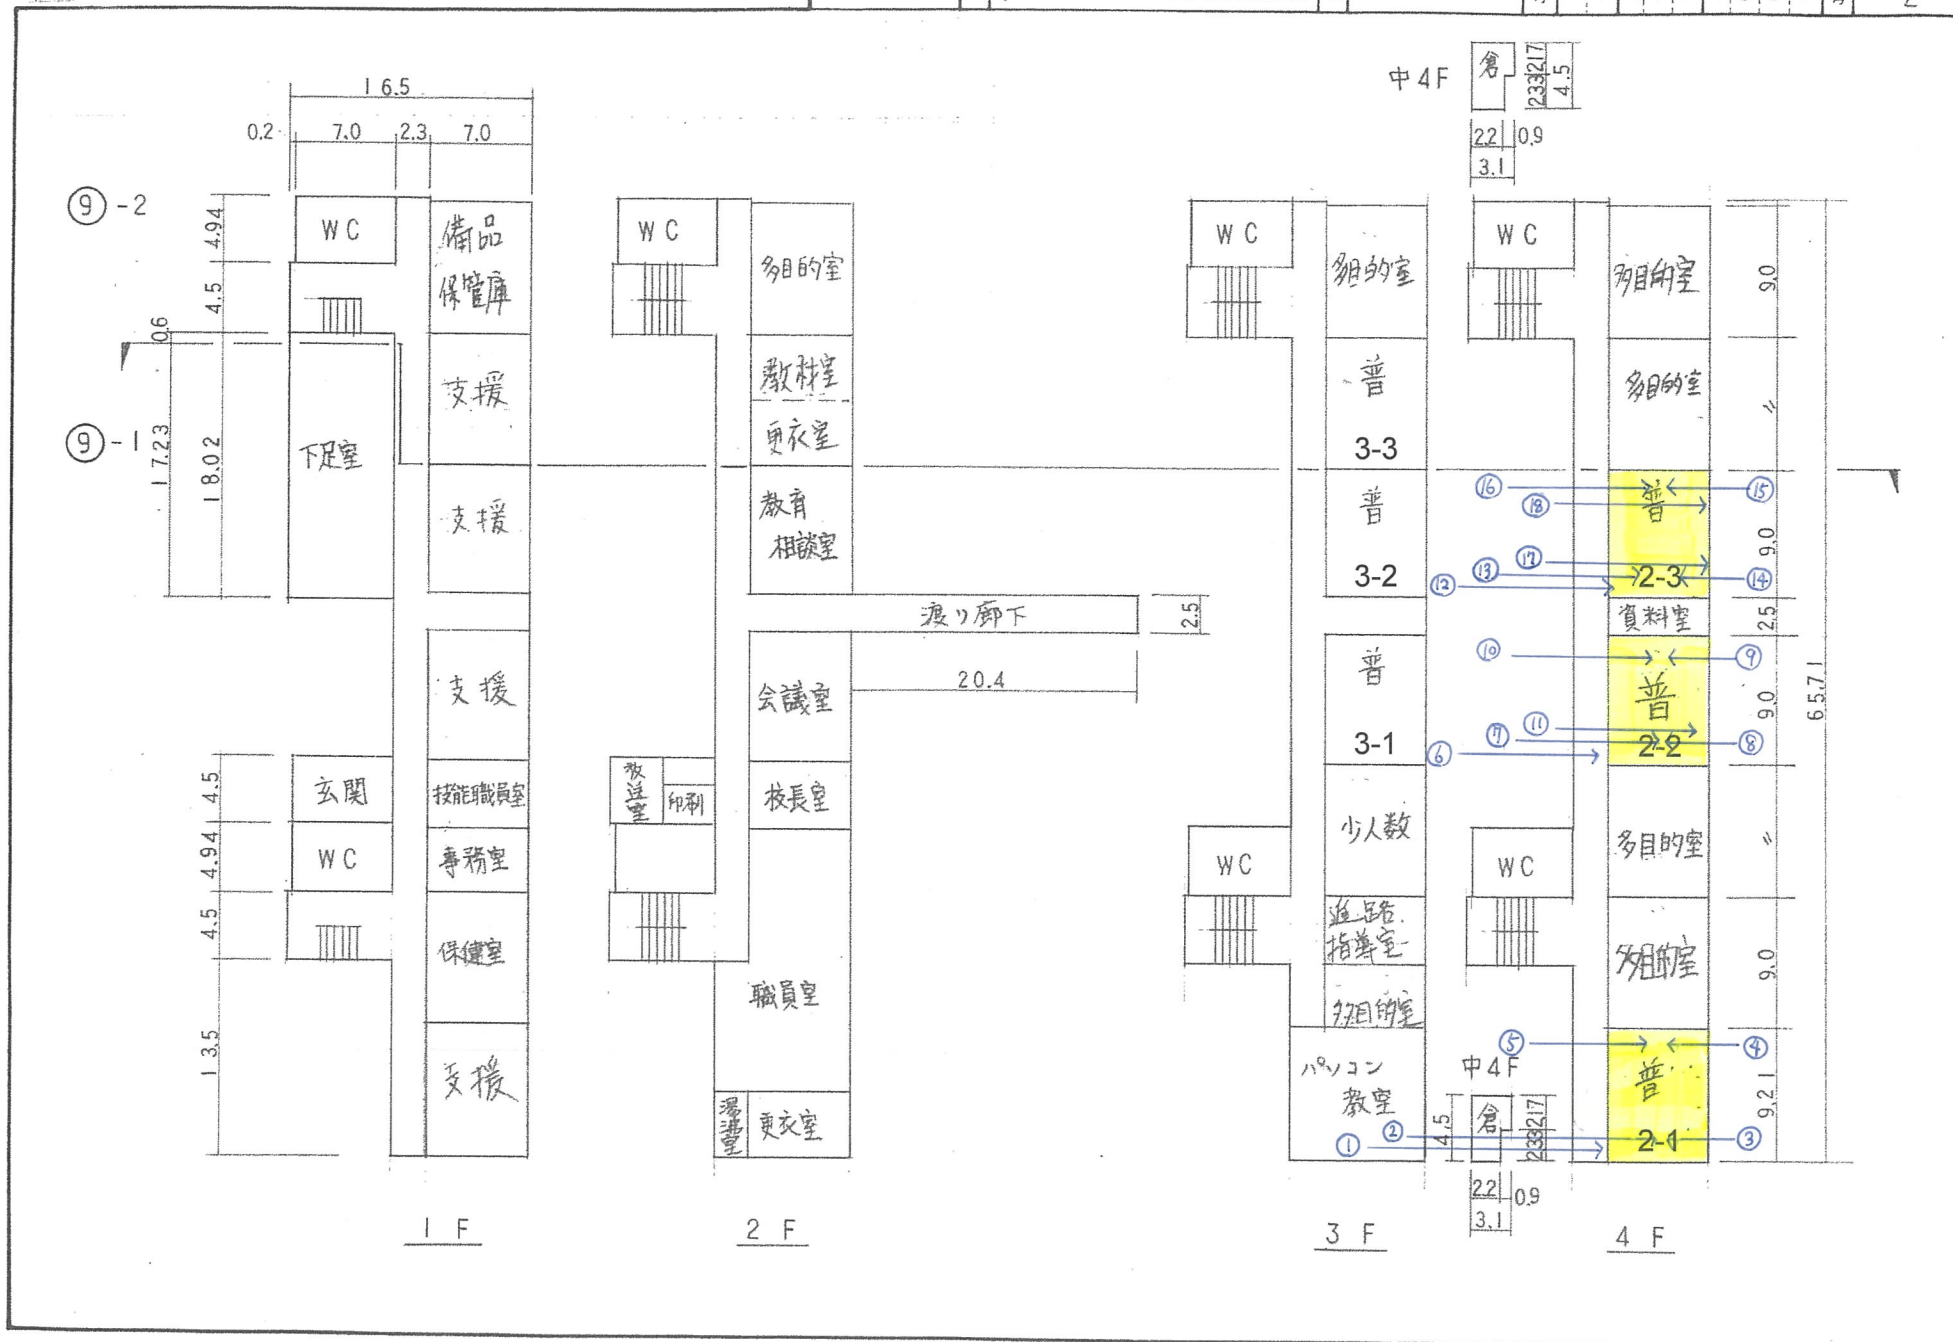 中4F
倉
2.33
2.17
4.5
2.2
0.9
3.1
16.5
0.2
7.0
2.3
7.0
⑨-2
⑨-1
4.94
4.5
0.6
17.23
18.02
4.5
4.94
4.5
13.5
WC
備品
保管庫
支援
下足室
支援
支援
玄関
技能職員室
WC
事務室
保健室
支援
1F
WC
多目的室
教材室
更衣室
教育
相談室
渡り廊下
2.5
20.4
会議室
放送室
印刷
校長室
職員室
湯沸室
更衣室
2F
WC
多目的室
普
3-3
普
3-2
普
3-1
少人数
WC
進路
指導室
多目的室
パソコン
教室
3F
WC
多目的室
多目的室
⑯
⑮
⑱
普
⑰
⑬
⑫
2-3
⑭
資料室
⑩
⑨
普
⑪
⑦
⑥
2-2
⑧
多目的室
WC
多目的室
⑤
④
普
②
①
2-1
③
4F
中4F
倉
4.5
2.33
2.17
2.2
0.9
3.1
9.0
〃
9.0
2.5
9.0
〃
9.0
9.21
65.71